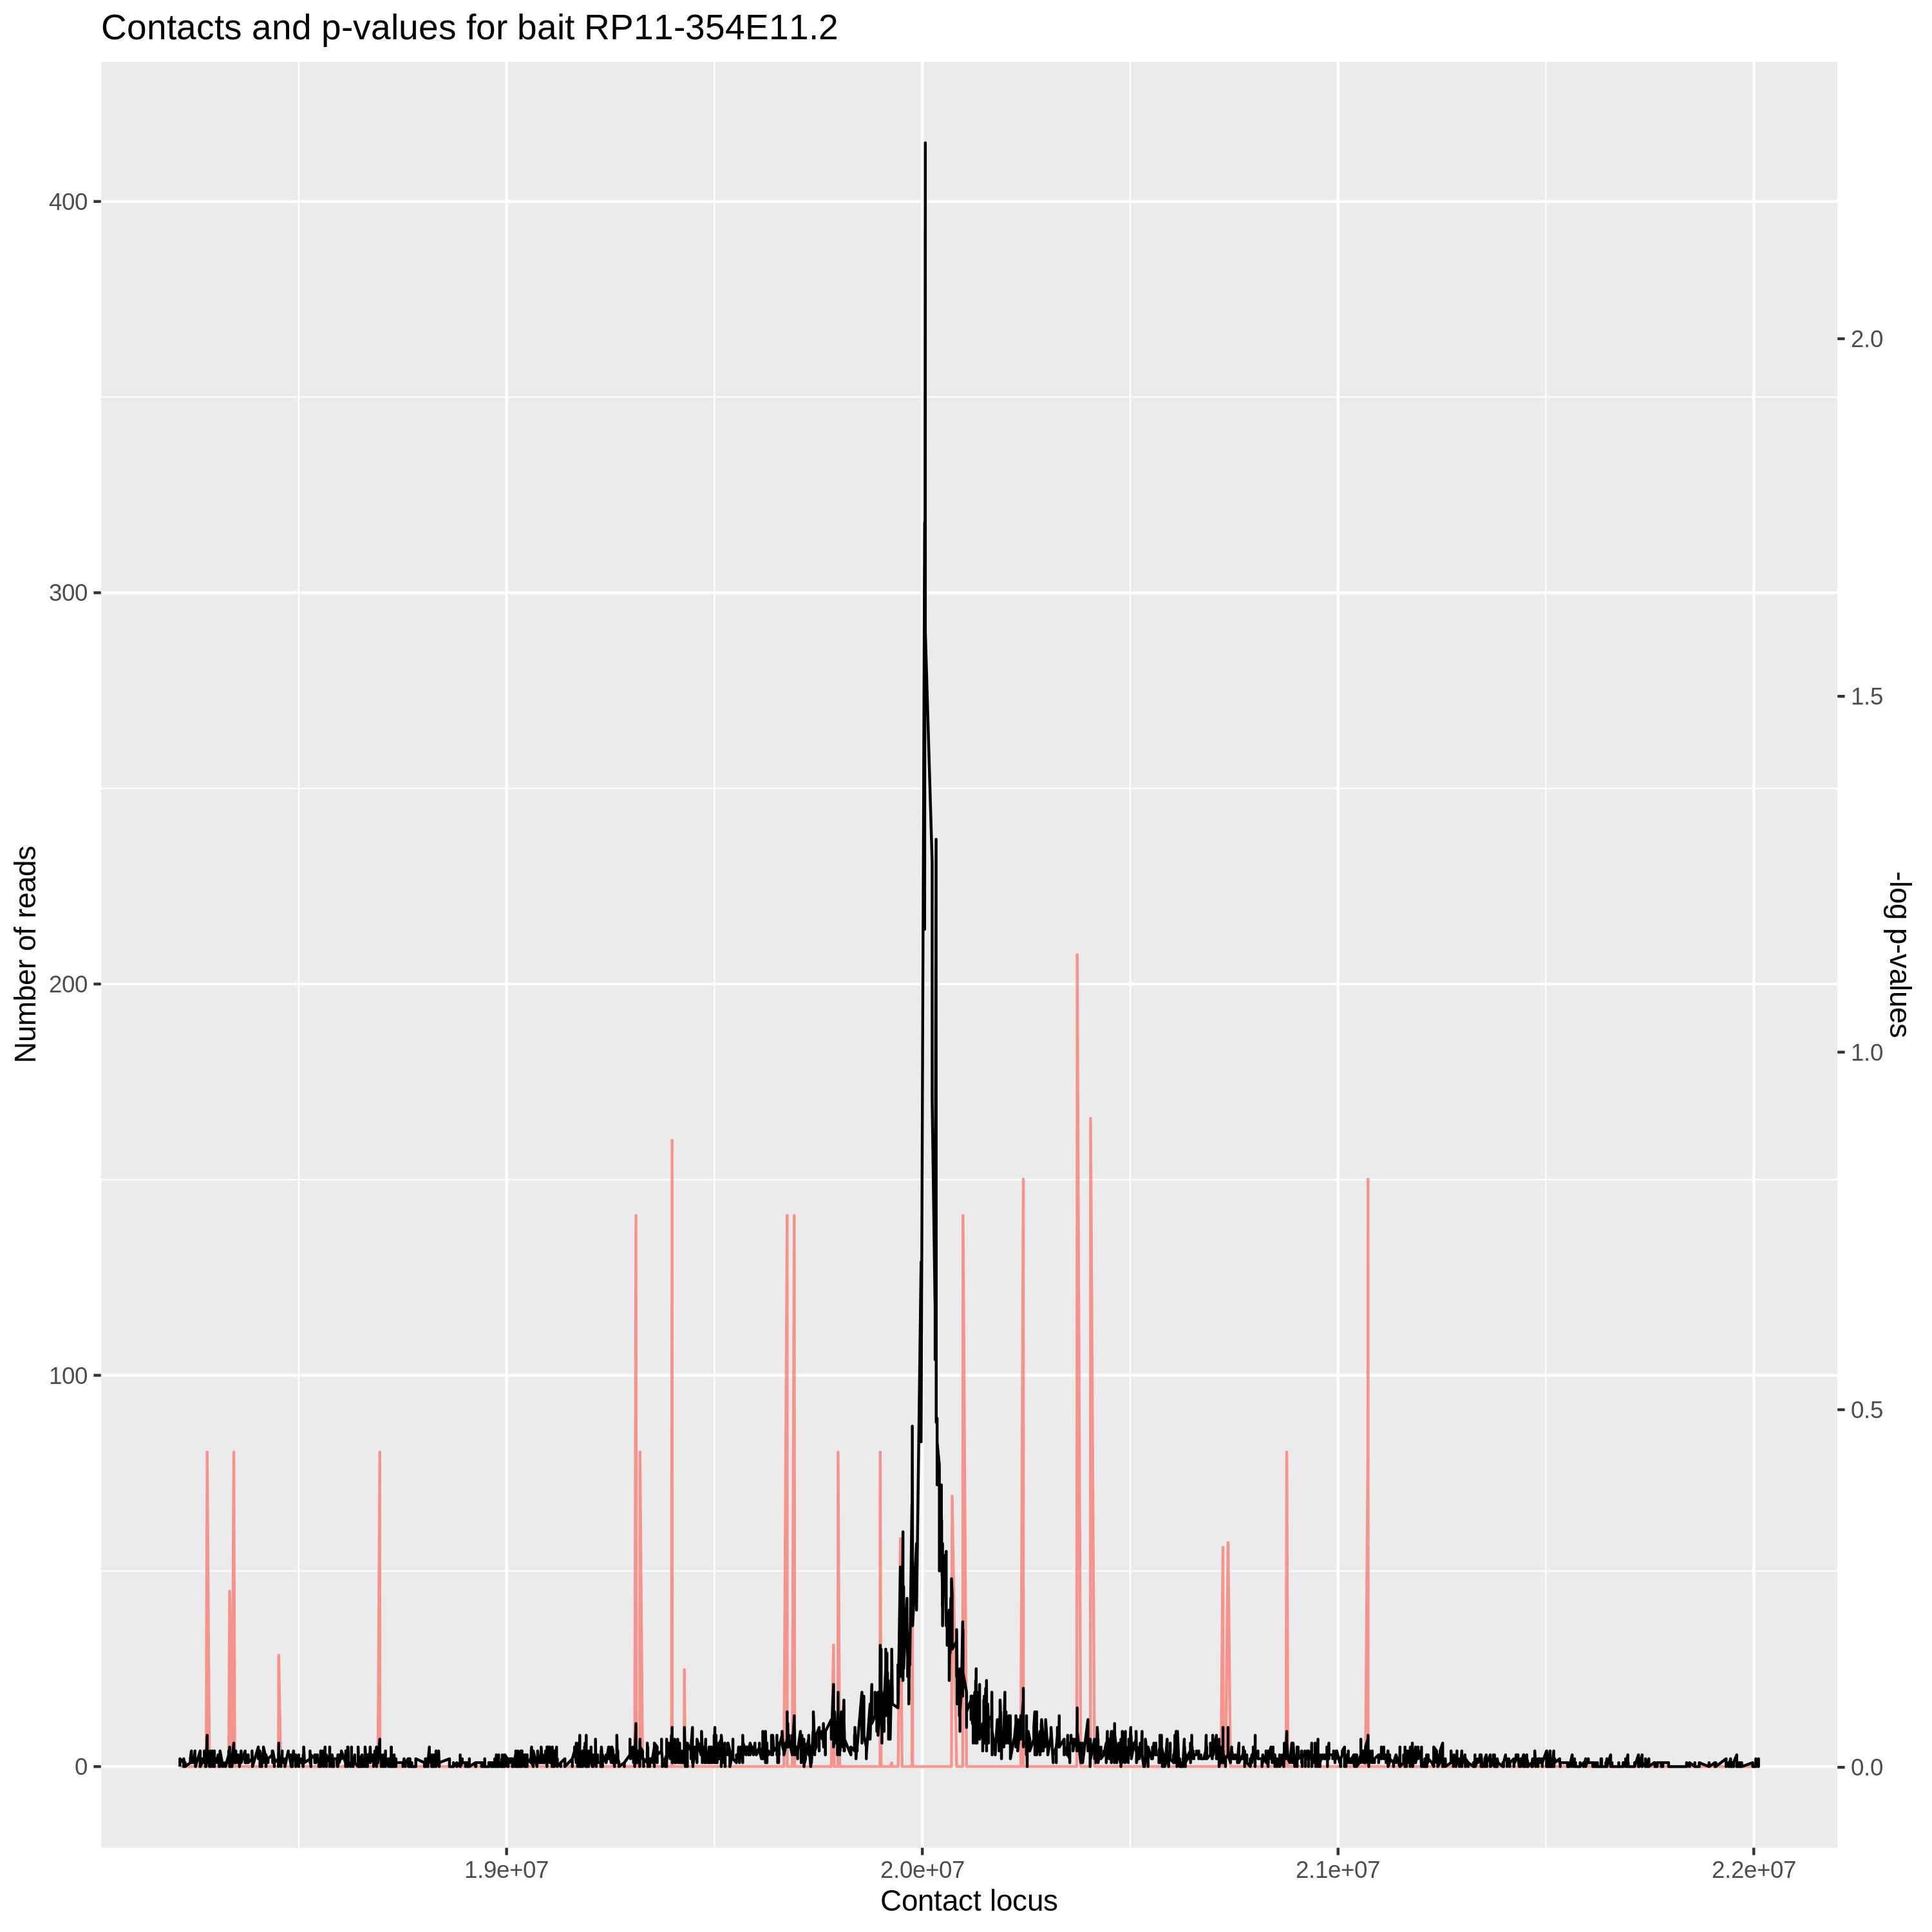 Contacts and p-values for bait RP11-354E11.2
400
300
200
100
0
Number of reads
2.0
1.5
1.0
0.5
0.0
-log p-values
1.9e+07
2.0e+07
2.1e+07
2.2e+07
Contact locus